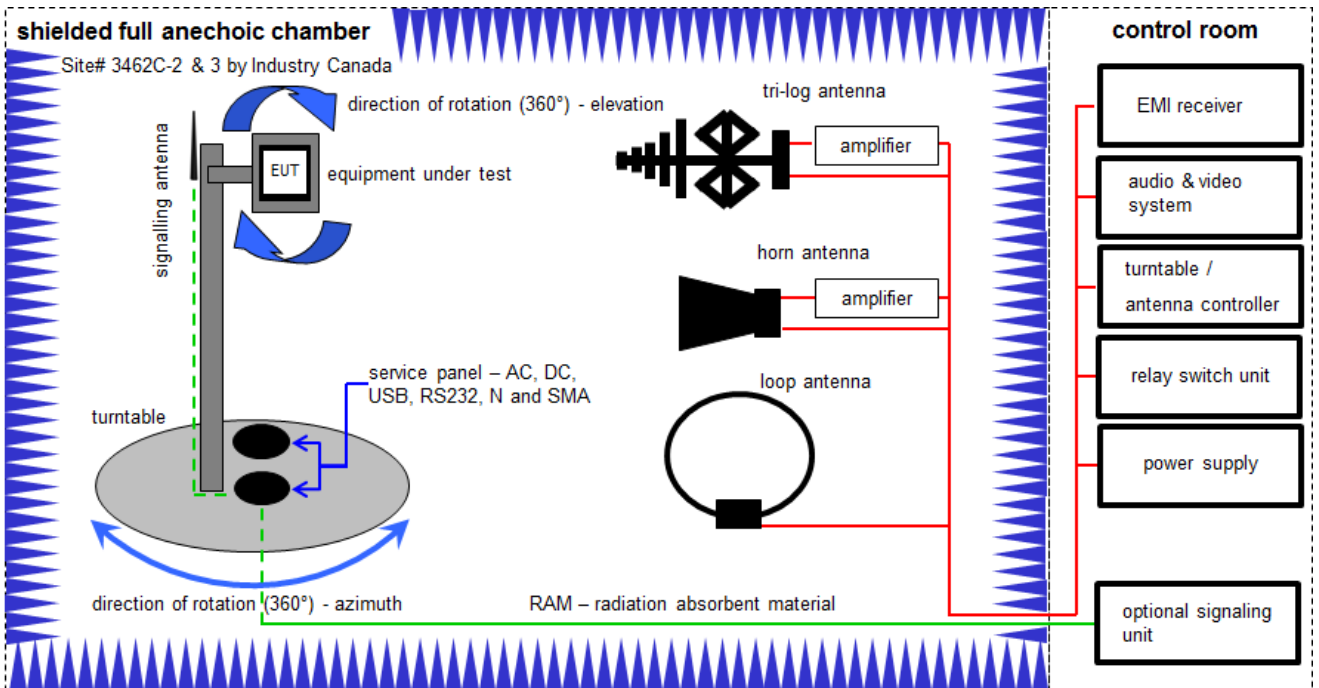 shielded full anechoic chamber
control room
Site# 3462C-2 & 3 by Industry Canada
direction of rotation (360°) - elevation
signalling antenna
EUT
equipment under test
tri-log antenna
amplifier
horn antenna
amplifier
loop antenna
service panel – AC, DC,
USB, RS232, N and SMA
turntable
direction of rotation (360°) - azimuth
RAM – radiation absorbent material
EMI receiver
audio & video
system
turntable /
antenna controller
relay switch unit
power supply
optional signaling
unit